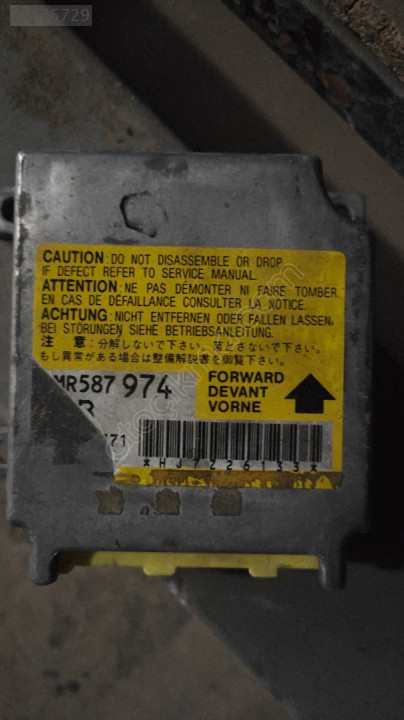 CAUTION:DO NOT DISASSEMBLE OR DROP.
IF DEFECT REFER TO SERVICE MANUAL.
ATTENTION:NE PAS DÉMONTER NI FAIRE TOMBER
EN CAS DE DÉFAILLANCE CONSULTER LA NOTICE.
ACHTUNG:NICHT ENTFERNEN ODER FALLEN LASSEN
BEI STÖRUNGEN SIEHE BETRIEBSANLEITUNG.
注 意:分解しないで下さい。落とさないで下さい。
もし異常がある場合は整備解説書を御覧下さい。
MR587 974
FORWARD
DEVANT
VORNE
71
*HJ7226133*